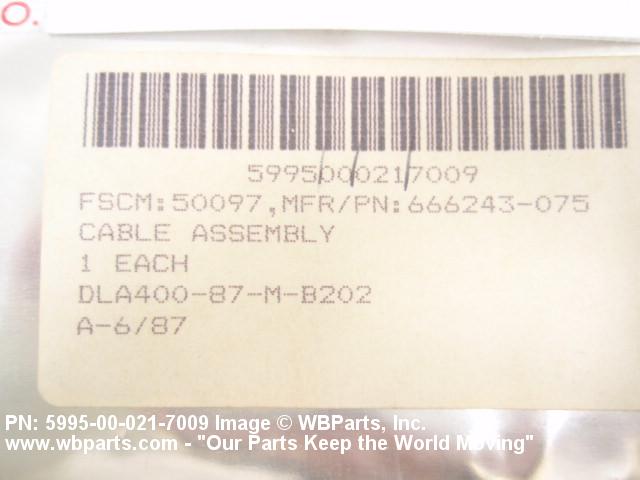 O.
5995000217009
FSCM:50097,MFR/PN:666243-075
CABLE ASSEMBLY
1 EACH
DLA400-87-M-B202
A-6/87
PN: 5995-00-021-7009 Image © WBParts, Inc.
www.wbparts.com - "Our Parts Keep the World Moving"